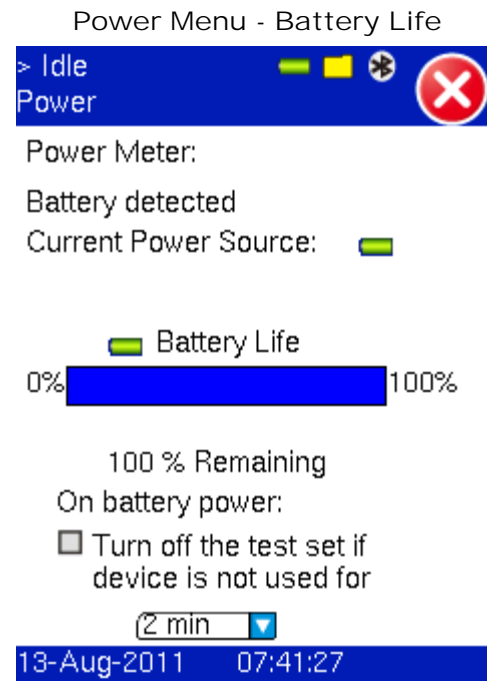 Power Menu - Battery Life
> Idle
Power
Power Meter:
Battery detected
Current Power Source:
Battery Life
0% 100%
100 % Remaining
On battery power:
Turn off the test set if
device is not used for
2 min
13-Aug-2011 07:41:27